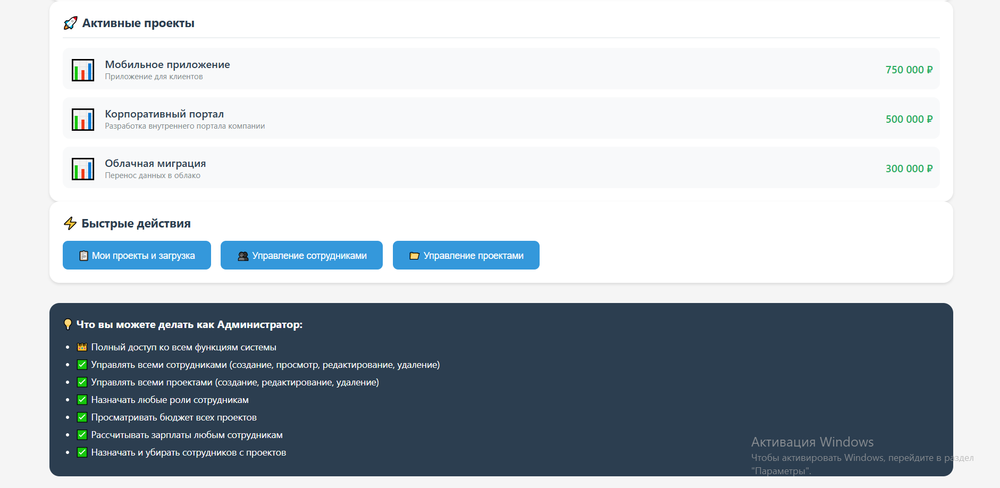 🚀 Активные проекты
Мобильное приложение
Приложение для клиентов
750 000 ₽
Корпоративный портал
Разработка внутреннего портала компании
500 000 ₽
Облачная миграция
Перенос данных в облако
300 000 ₽
⚡ Быстрые действия
📋 Мои проекты и загрузка
👥 Управление сотрудниками
📁 Управление проектами
💡 Что вы можете делать как Администратор:
• 👑 Полный доступ ко всем функциям системы
• ✅ Управлять всеми сотрудниками (создание, просмотр, редактирование, удаление)
• ✅ Управлять всеми проектами (создание, редактирование, удаление)
• ✅ Назначать любые роли сотрудникам
• ✅ Просматривать бюджет всех проектов
• ✅ Рассчитывать зарплаты любым сотрудникам
• ✅ Назначать и убирать сотрудников с проектов
Активация Windows
Чтобы активировать Windows, перейдите в раздел
"Параметры".